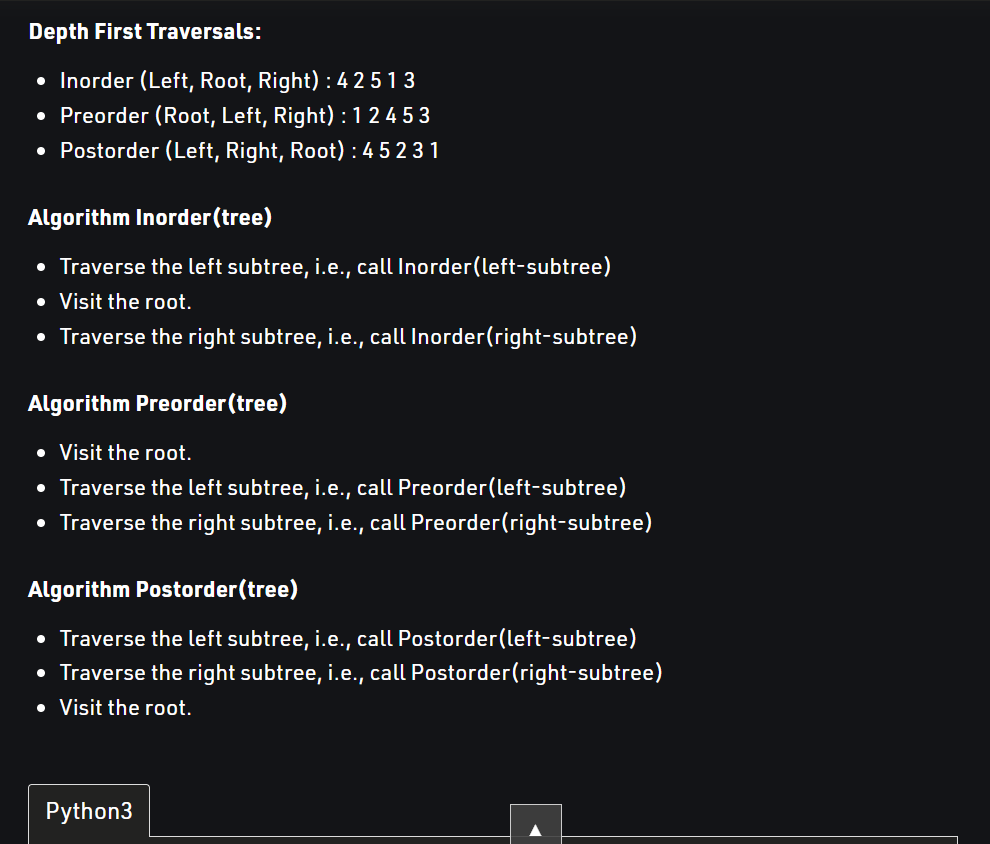 Depth First Traversals:
• Inorder (Left, Root, Right) : 4 2 5 1 3
• Preorder (Root, Left, Right) : 1 2 4 5 3
• Postorder (Left, Right, Root) : 4 5 2 3 1
Algorithm Inorder(tree)
• Traverse the left subtree, i.e., call Inorder(left-subtree)
• Visit the root.
• Traverse the right subtree, i.e., call Inorder(right-subtree)
Algorithm Preorder(tree)
• Visit the root.
• Traverse the left subtree, i.e., call Preorder(left-subtree)
• Traverse the right subtree, i.e., call Preorder(right-subtree)
Algorithm Postorder(tree)
• Traverse the left subtree, i.e., call Postorder(left-subtree)
• Traverse the right subtree, i.e., call Postorder(right-subtree)
• Visit the root.
Python3
▲